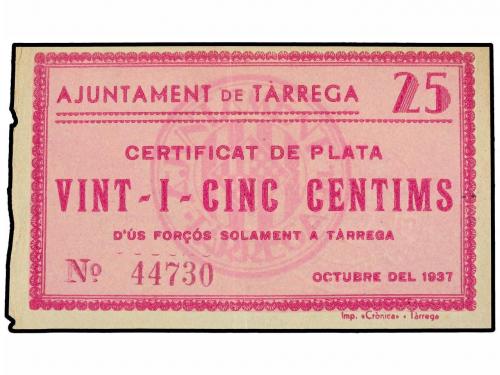 AJUNTAMENT DE TÀRREGA 25
CERTIFICAT DE PLATA
VINT-I-CINC CENTIMS
D'ÚS FORÇÓS SOLAMENT A TÀRREGA
Nº 44730 OCTUBRE DEL 1937
Imp. «Crònica» - Tàrrega